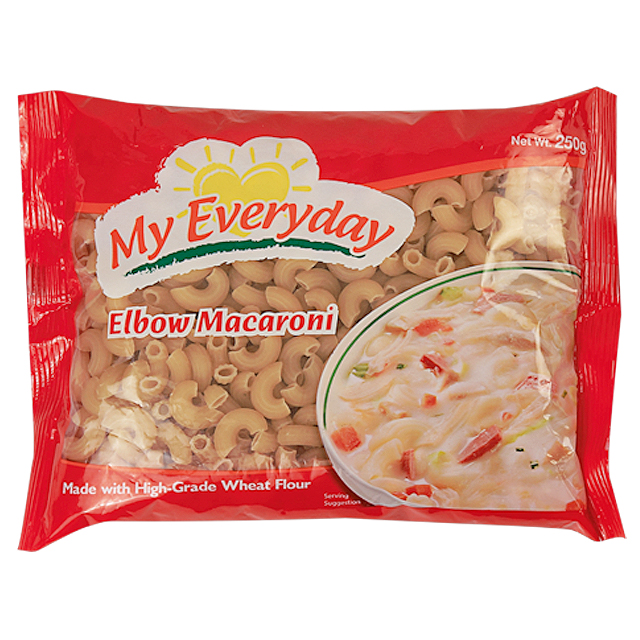 Net Wt. 250g
My Everyday
Elbow Macaroni
Made with High-Grade Wheat Flour
Serving
Suggestion